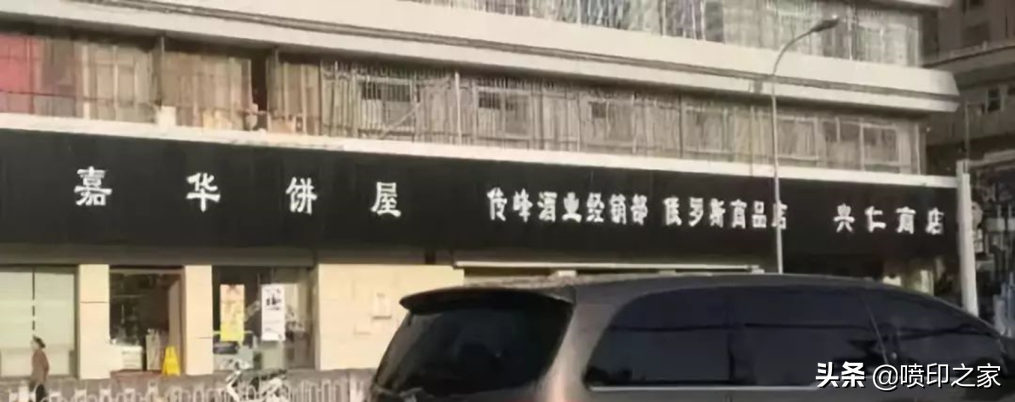 嘉华饼屋 传峰酒业经销部 俄罗斯商品店 兴仁商店
头条 @喷印之家